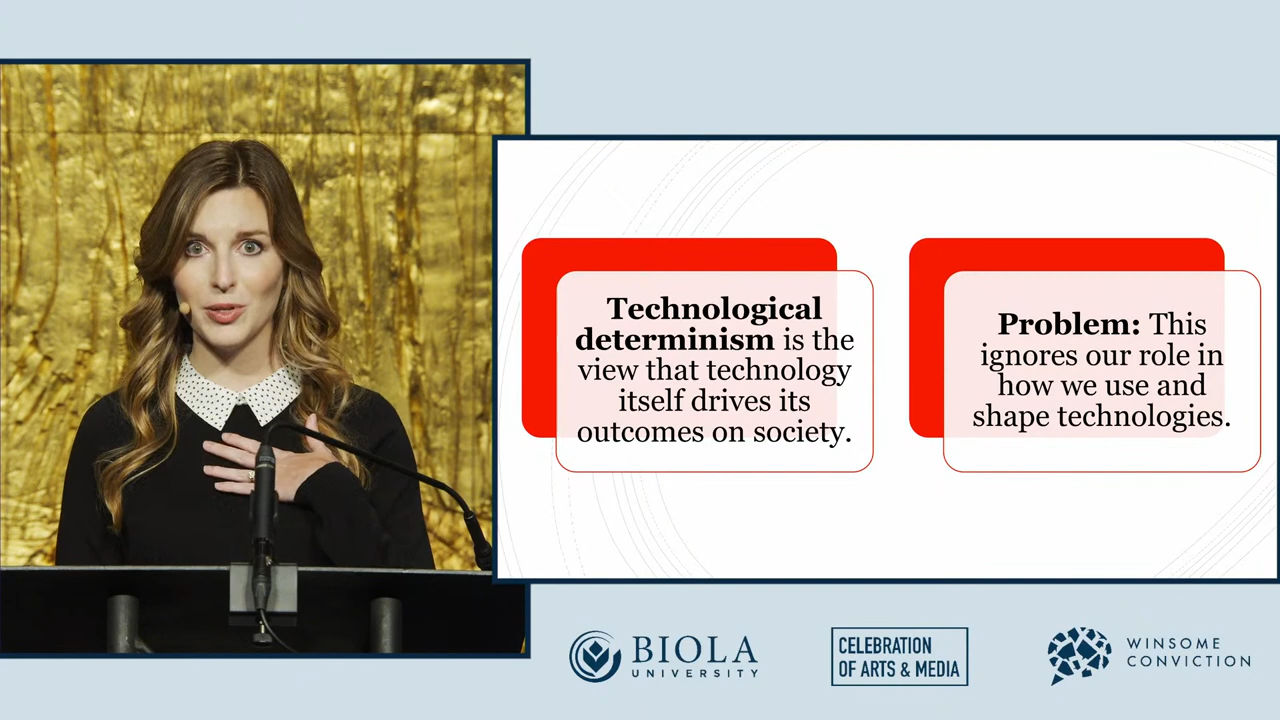 Technological
determinism is the
view that technology
itself drives its
outcomes on society.
Problem: This
ignores our role in
how we use and
shape technologies.
BIOLA
UNIVERSITY
CELEBRATION
OF ARTS & MEDIA
WINSOME
CONVICTION